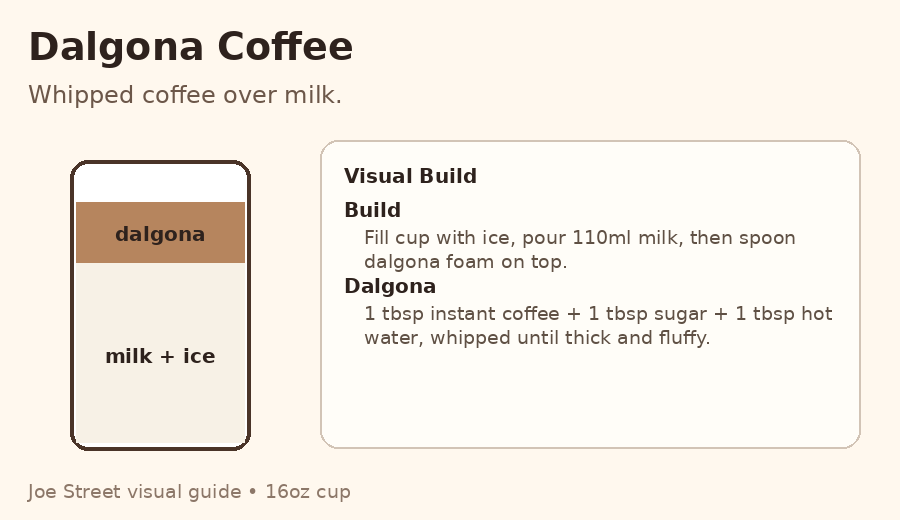 Dalgona Coffee
Whipped coffee over milk.
dalgona
milk + ice
Visual Build
Build
Fill cup with ice, pour 110ml milk, then spoon
dalgona foam on top.
Dalgona
1 tbsp instant coffee + 1 tbsp sugar + 1 tbsp hot
water, whipped until thick and fluffy.
Joe Street visual guide • 16oz cup